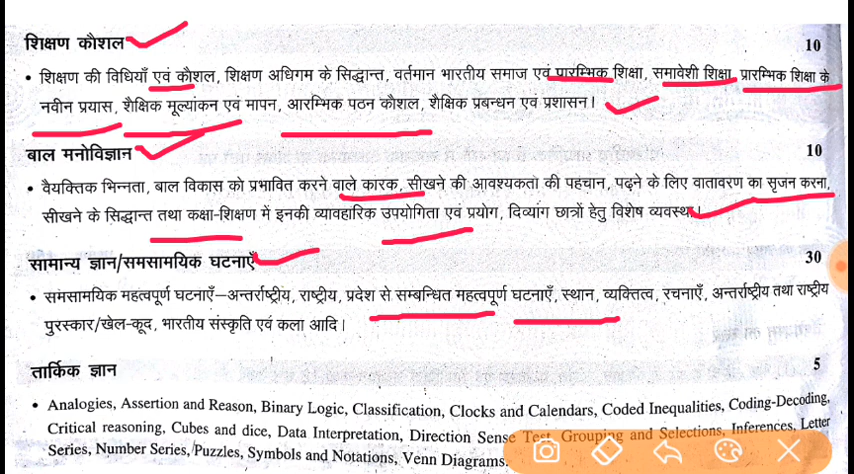 शिक्षण कौशल 10
• शिक्षण की विधियाँ एवं कौशल, शिक्षण अधिगम के सिद्धान्त, वर्तमान भारतीय समाज एवं प्रारम्भिक शिक्षा, समावेशी शिक्षा, प्रारम्भिक शिक्षा के
नवीन प्रयास, शैक्षिक मूल्यांकन एवं मापन, आरम्भिक पठन कौशल, शैक्षिक प्रबन्धन एवं प्रशासन।
बाल मनोविज्ञान 10
• वैयक्तिक भिन्नता, बाल विकास को प्रभावित करने वाले कारक, सीखने की आवश्यकता की पहचान, पढ़ने के लिए वातावरण का सृजन करना,
सीखने के सिद्धान्त तथा कक्षा-शिक्षण में इनकी व्यावहारिक उपयोगिता एवं प्रयोग, दिव्यांग छात्रों हेतु विशेष व्यवस्था।
सामान्य ज्ञान/समसामयिक घटनाएँ 30
• समसामयिक महत्वपूर्ण घटनाएँ–अन्तर्राष्ट्रीय, राष्ट्रीय, प्रदेश से सम्बन्धित महत्वपूर्ण घटनाएँ, स्थान, व्यक्तित्व, रचनाएँ, अन्तर्राष्ट्रीय तथा राष्ट्रीय
पुरस्कार/खेल-कूद, भारतीय संस्कृति एवं कला आदि।
तार्किक ज्ञान 5
• Analogies, Assertion and Reason, Binary Logic, Classification, Clocks and Calendars, Coded Inequalities, Coding-Decoding,
Critical reasoning, Cubes and dice, Data Interpretation, Direction Sense Test, Grouping and Selections, Inferences, Letter
Series, Number Series, Puzzles, Symbols and Notations, Venn Diagrams.